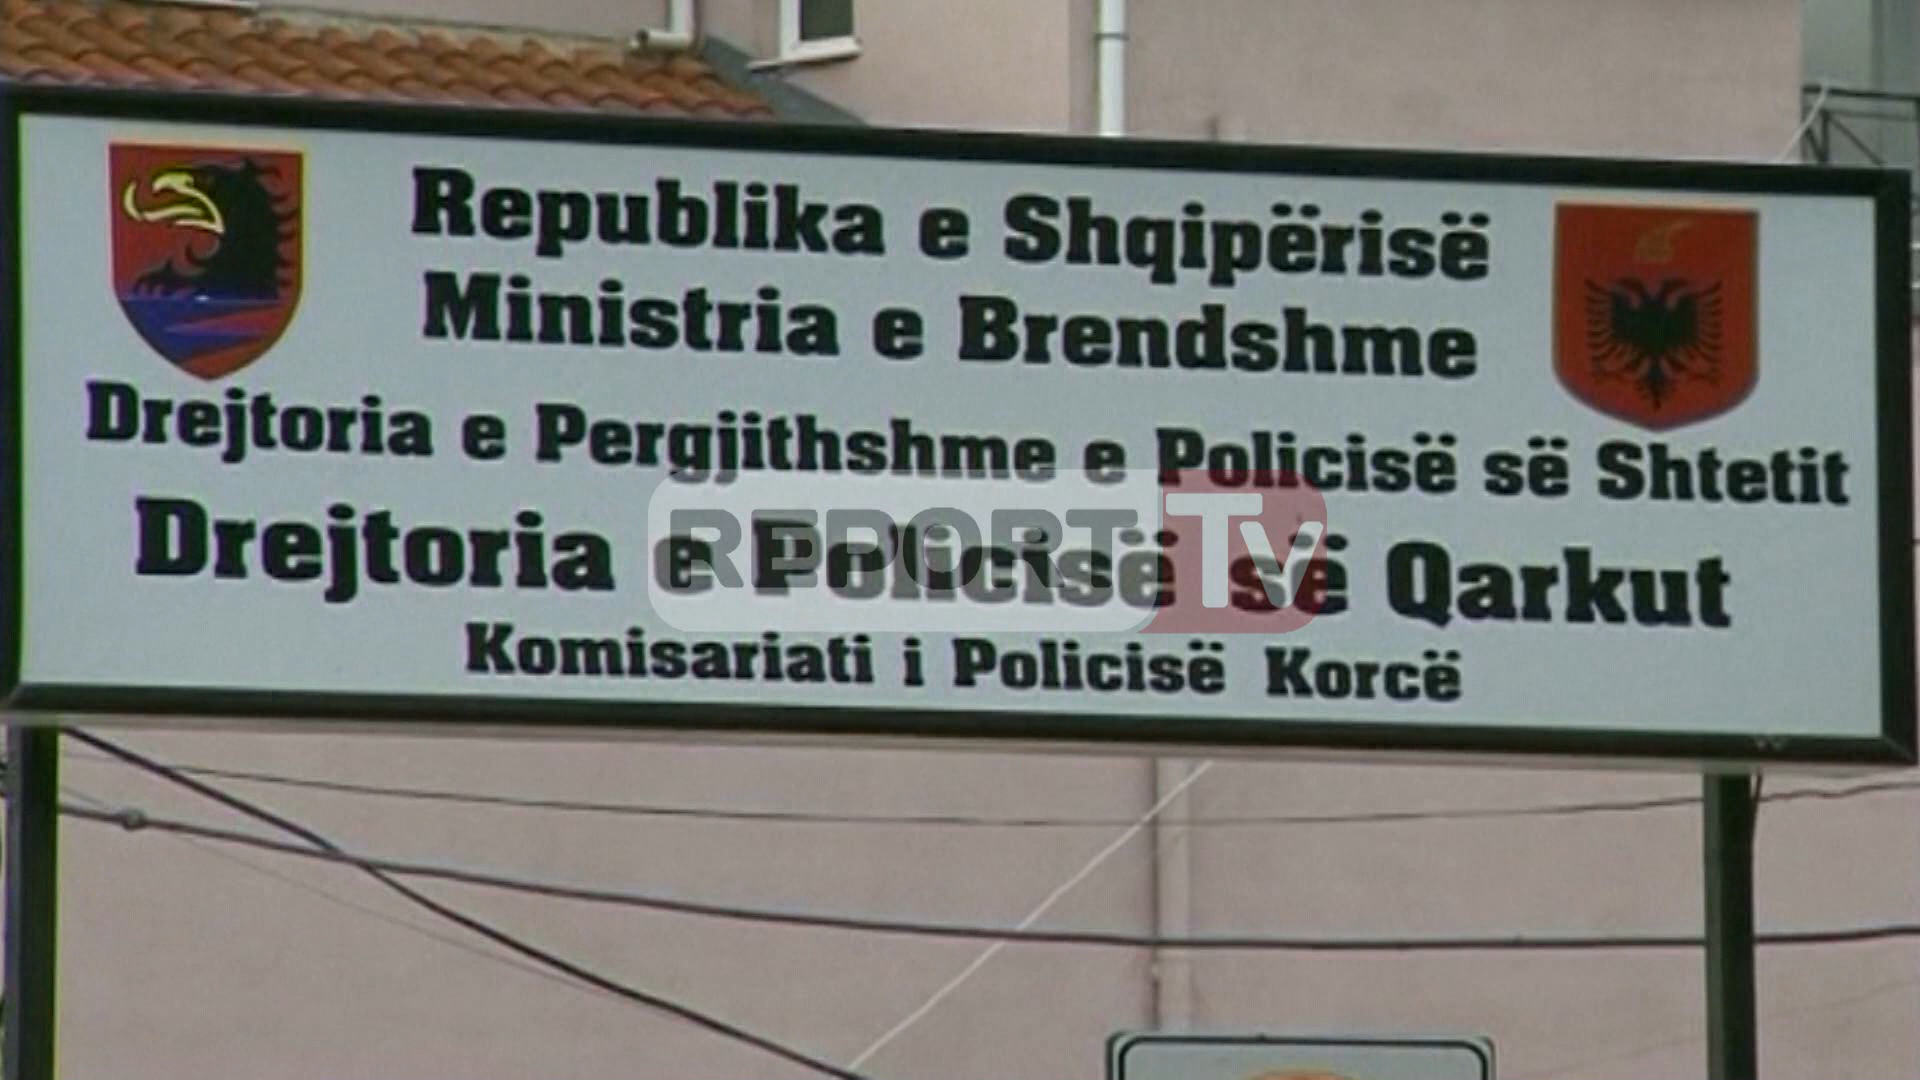 Republika e Shqipërisë
Ministria e Brendshme
Drejtoria e Pergjithshme e Policisë së Shtetit
Drejtoria e Policisë së Qarkut
Komisariati i Policisë Korcë
REPORT Tv